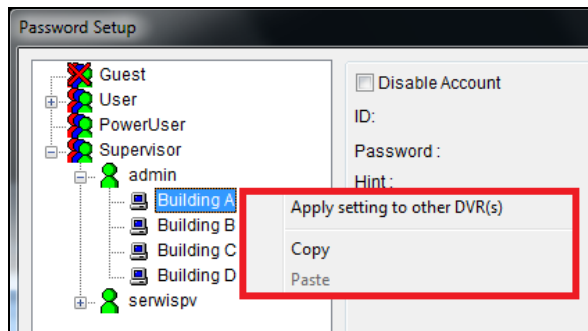 Password Setup
Guest
User
PowerUser
Supervisor
admin
Building A
Building B
Building C
Building D
serwispv
Disable Account
ID:
Password :
Hint :
Apply setting to other DVR(s)
Copy
Paste